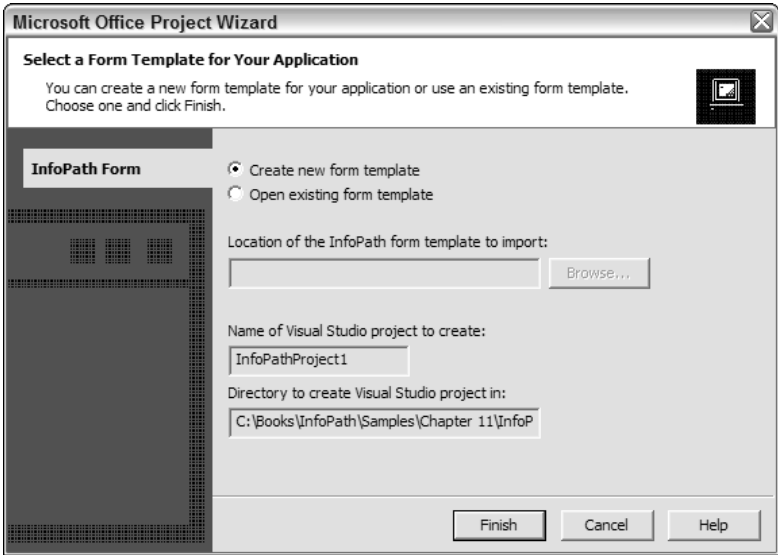 Microsoft Office Project Wizard
Select a Form Template for Your Application
You can create a new form template for your application or use an existing form template.
Choose one and click Finish.
InfoPath Form
Create new form template
Open existing form template
Location of the InfoPath form template to import:
Browse...
Name of Visual Studio project to create:
InfoPathProject1
Directory to create Visual Studio project in:
C:\Books\InfoPath\Samples\Chapter 11\InfoP
Finish
Cancel
Help